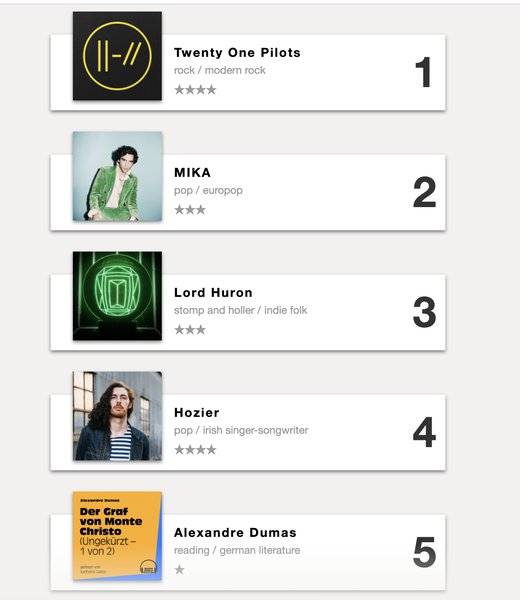 Twenty One Pilots
rock / modern rock
★★★★
1
MIKA
pop / europop
★★★
2
Lord Huron
stomp and holler / indie folk
★★★
3
Hozier
pop / irish singer-songwriter
★★★★
4
Alexandre Dumas
Der Graf
von Monte
Christo
(Ungekürzt –
1 von 2)
gelesen von
Alexandre Dumas
reading / german literature
★
5